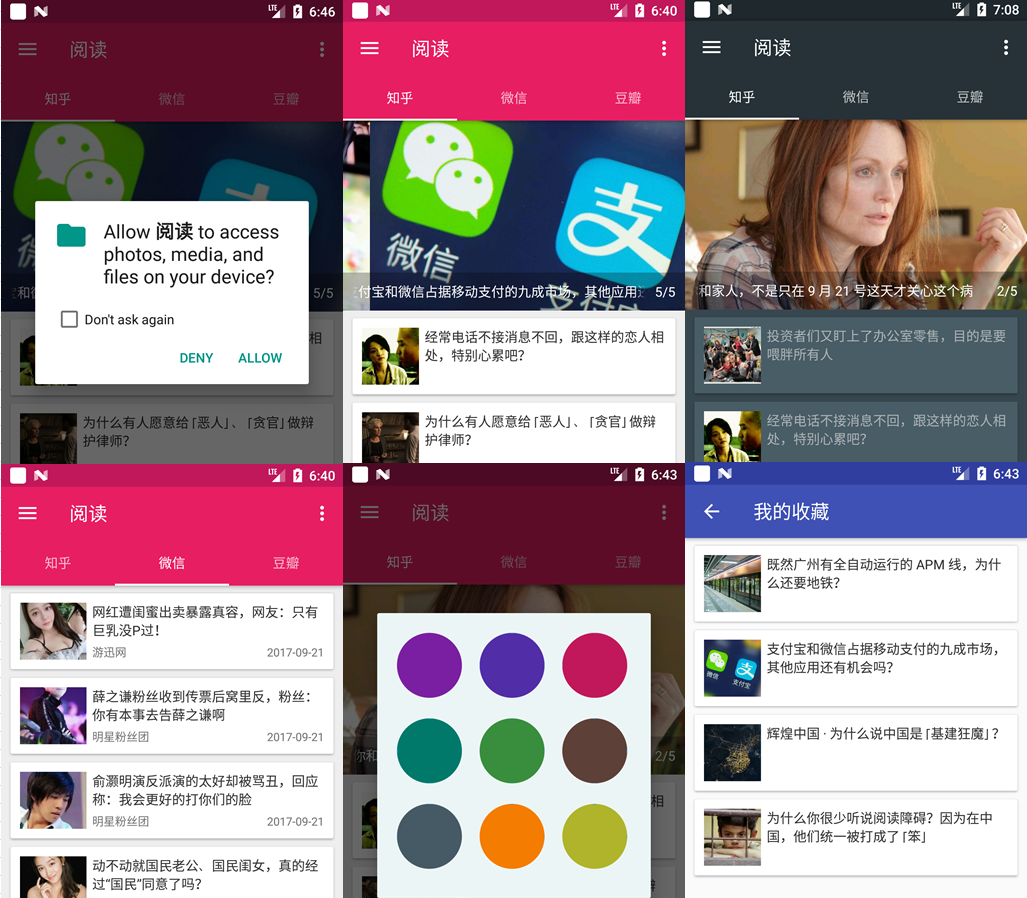 LTE 6:46
阅读
知乎
微信
豆瓣
Allow 阅读 to access
photos, media, and
files on your device?
Don't ask again
DENY
ALLOW
5/5
相
为什么有人愿意给「恶人」、「贪官」做辩
护律师？
LTE 6:40
阅读
知乎
微信
豆瓣
微信
支
付宝和微信占据移动支付的九成市场，其他应用
5/5
经常电话不接消息不回，跟这样的恋人相
处，特别心累吧？
为什么有人愿意给「恶人」、「贪官」做辩
护律师？
LTE 7:08
阅读
知乎
微信
豆瓣
和家人，不是只在 9 月 21 号这天才关心这个病
2/5
投资者们又盯上了办公室零售，目的是要
喂胖所有人
经常电话不接消息不回，跟这样的恋人相
处，特别心累吧？
LTE 6:40
阅读
知乎
微信
豆瓣
网红遭闺蜜出卖暴露真容，网友：只有
巨乳没P过！
游迅网
2017-09-21
薛之谦粉丝收到传票后窝里反，粉丝：
你有本事去告薛之谦啊
明星粉丝团
2017-09-21
俞灏明演反派演的太好却被骂丑，回应
称：我会更好的打你们的脸
明星粉丝团
2017-09-21
动不动就国民老公、国民闺女，真的经
过“国民”同意了吗？
LTE 6:43
阅读
知乎
微信
豆瓣
2/5
相
LTE 6:43
我的收藏
既然广州有全自动运行的 APM 线，为什
么还要地铁？
支付宝和微信占据移动支付的九成市场，
其他应用还有机会吗？
微信
支付宝
辉煌中国 · 为什么说中国是「基建狂魔」？
为什么你很少听说阅读障碍？因为在中
国，他们统一被打成了「笨」